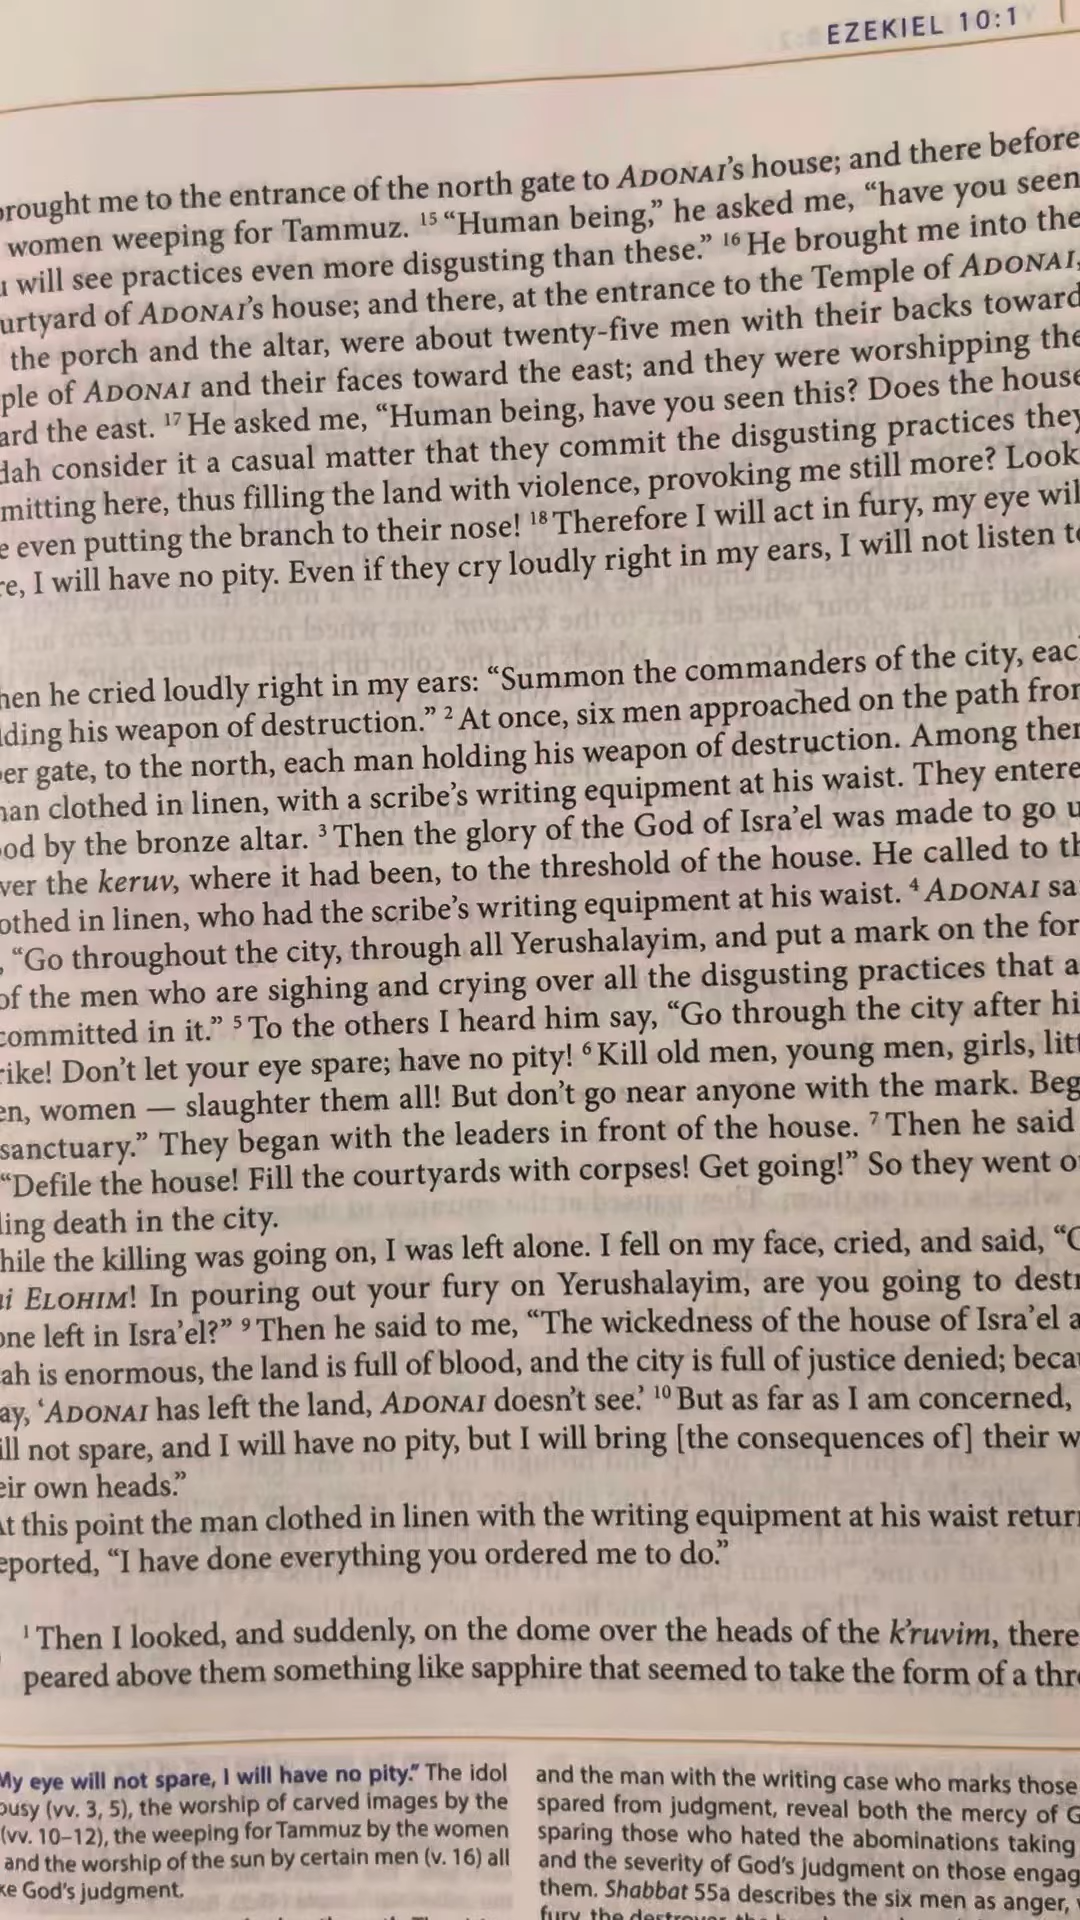 EZEKIEL 10:1
brought me to the entrance of the north gate to ADONAI's house; and there before
women weeping for Tammuz. 15 “Human being,” he asked me, “have you seen
u will see practices even more disgusting than these.” 16 He brought me into the
urtyard of ADONAI's house; and there, at the entrance to the Temple of ADONAI,
the porch and the altar, were about twenty-five men with their backs toward
ple of ADONAI and their faces toward the east; and they were worshipping the
ard the east. 17 He asked me, “Human being, have you seen this? Does the house
dah consider it a casual matter that they commit the disgusting practices they
mitting here, thus filling the land with violence, provoking me still more? Look
e even putting the branch to their nose! 18 Therefore I will act in fury, my eye wil
re, I will have no pity. Even if they cry loudly right in my ears, I will not listen to
hen he cried loudly right in my ears: “Summon the commanders of the city, eac
lding his weapon of destruction.” 2 At once, six men approached on the path fror
er gate, to the north, each man holding his weapon of destruction. Among ther
nan clothed in linen, with a scribe's writing equipment at his waist. They entere
ood by the bronze altar. 3 Then the glory of the God of Isra'el was made to go u
ver the keruv, where it had been, to the threshold of the house. He called to th
othed in linen, who had the scribe's writing equipment at his waist. 4 ADONAI sa
, “Go throughout the city, through all Yerushalayim, and put a mark on the for
of the men who are sighing and crying over all the disgusting practices that a
committed in it.” 5 To the others I heard him say, “Go through the city after hi
rike! Don't let your eye spare; have no pity! 6 Kill old men, young men, girls, litt
en, women — slaughter them all! But don't go near anyone with the mark. Beg
sanctuary.” They began with the leaders in front of the house. 7 Then he said
“Defile the house! Fill the courtyards with corpses! Get going!” So they went o
ling death in the city.
hile the killing was going on, I was left alone. I fell on my face, cried, and said, “
i ELOHIM! In pouring out your fury on Yerushalayim, are you going to destr
one left in Isra'el?” 9 Then he said to me, “The wickedness of the house of Isra'el a
ah is enormous, the land is full of blood, and the city is full of justice denied; becau
ay, ‘ADONAI has left the land, ADONAI doesn't see.’ 10 But as far as I am concerned,
ill not spare, and I will have no pity, but I will bring [the consequences of] their w
eir own heads.”
At this point the man clothed in linen with the writing equipment at his waist return
eported, “I have done everything you ordered me to do.”
1 Then I looked, and suddenly, on the dome over the heads of the k'ruvim, there
peared above them something like sapphire that seemed to take the form of a thro
My eye will not spare, I will have no pity.” The idol
ousy (vv. 3, 5), the worship of carved images by the
(vv. 10–12), the weeping for Tammuz by the women
and the worship of the sun by certain men (v. 16) all
ke God's judgment.
and the man with the writing case who marks those
spared from judgment, reveal both the mercy of G
sparing those who hated the abominations taking
and the severity of God's judgment on those engag
them. Shabbat 55a describes the six men as anger,
fury, the destroyer, the